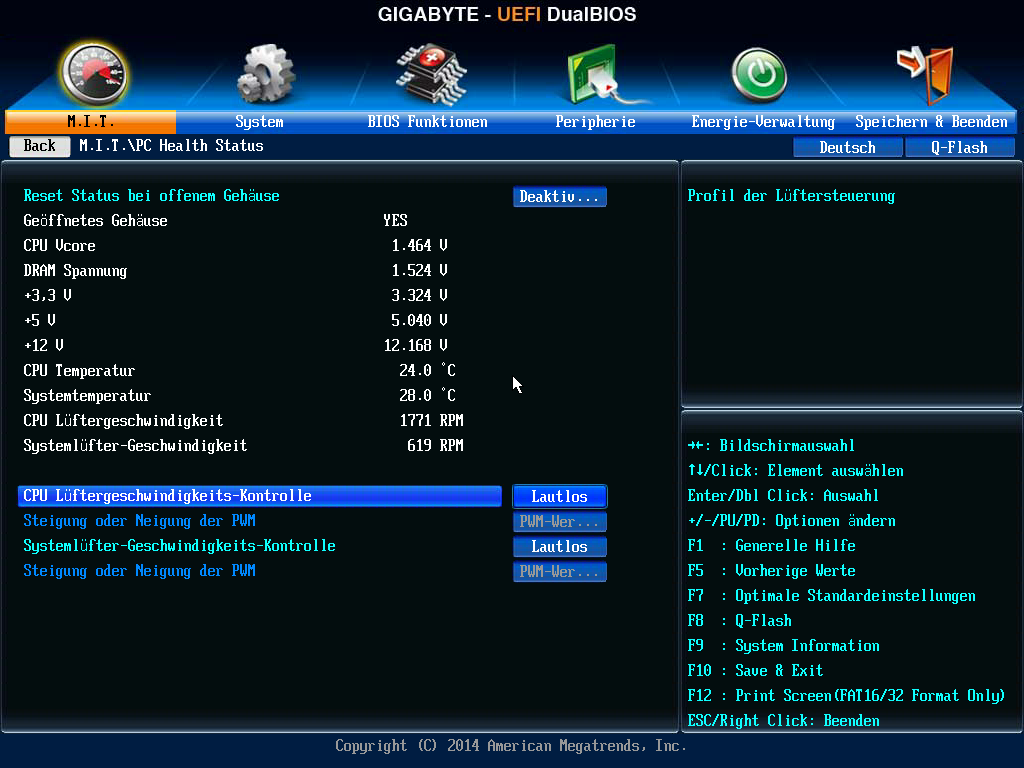 GIGABYTE - UEFI DualBIOS
M.I.T. System BIOS Funktionen Peripherie Energie-Verwaltung Speichern & Beenden
Back M.I.T.\PC Health Status Deutsch Q-Flash
Reset Status bei offenem Gehäuse Deaktiv...
Geöffnetes Gehäuse YES
CPU Vcore 1.464 V
DRAM Spannung 1.524 V
+3,3 V 3.324 V
+5 V 5.040 V
+12 V 12.168 V
CPU Temperatur 24.0 °C
Systemtemperatur 28.0 °C
CPU Lüftergeschwindigkeit 1771 RPM
Systemlüfter-Geschwindigkeit 619 RPM
CPU Lüftergeschwindigkeits-Kontrolle Lautlos
Steigung oder Neigung der PWM PWM-Wer...
Systemlüfter-Geschwindigkeits-Kontrolle Lautlos
Steigung oder Neigung der PWM PWM-Wer...
Profil der Lüftersteuerung
→←: Bildschirmauswahl
↑↓/Click: Element auswählen
Enter/Dbl Click: Auswahl
+/-/PU/PD: Optionen ändern
F1 : Generelle Hilfe
F5 : Vorherige Werte
F7 : Optimale Standardeinstellungen
F8 : Q-Flash
F9 : System Information
F10 : Save & Exit
F12 : Print Screen(FAT16/32 Format Only)
ESC/Right Click: Beenden
Copyright (C) 2014 American Megatrends, Inc.